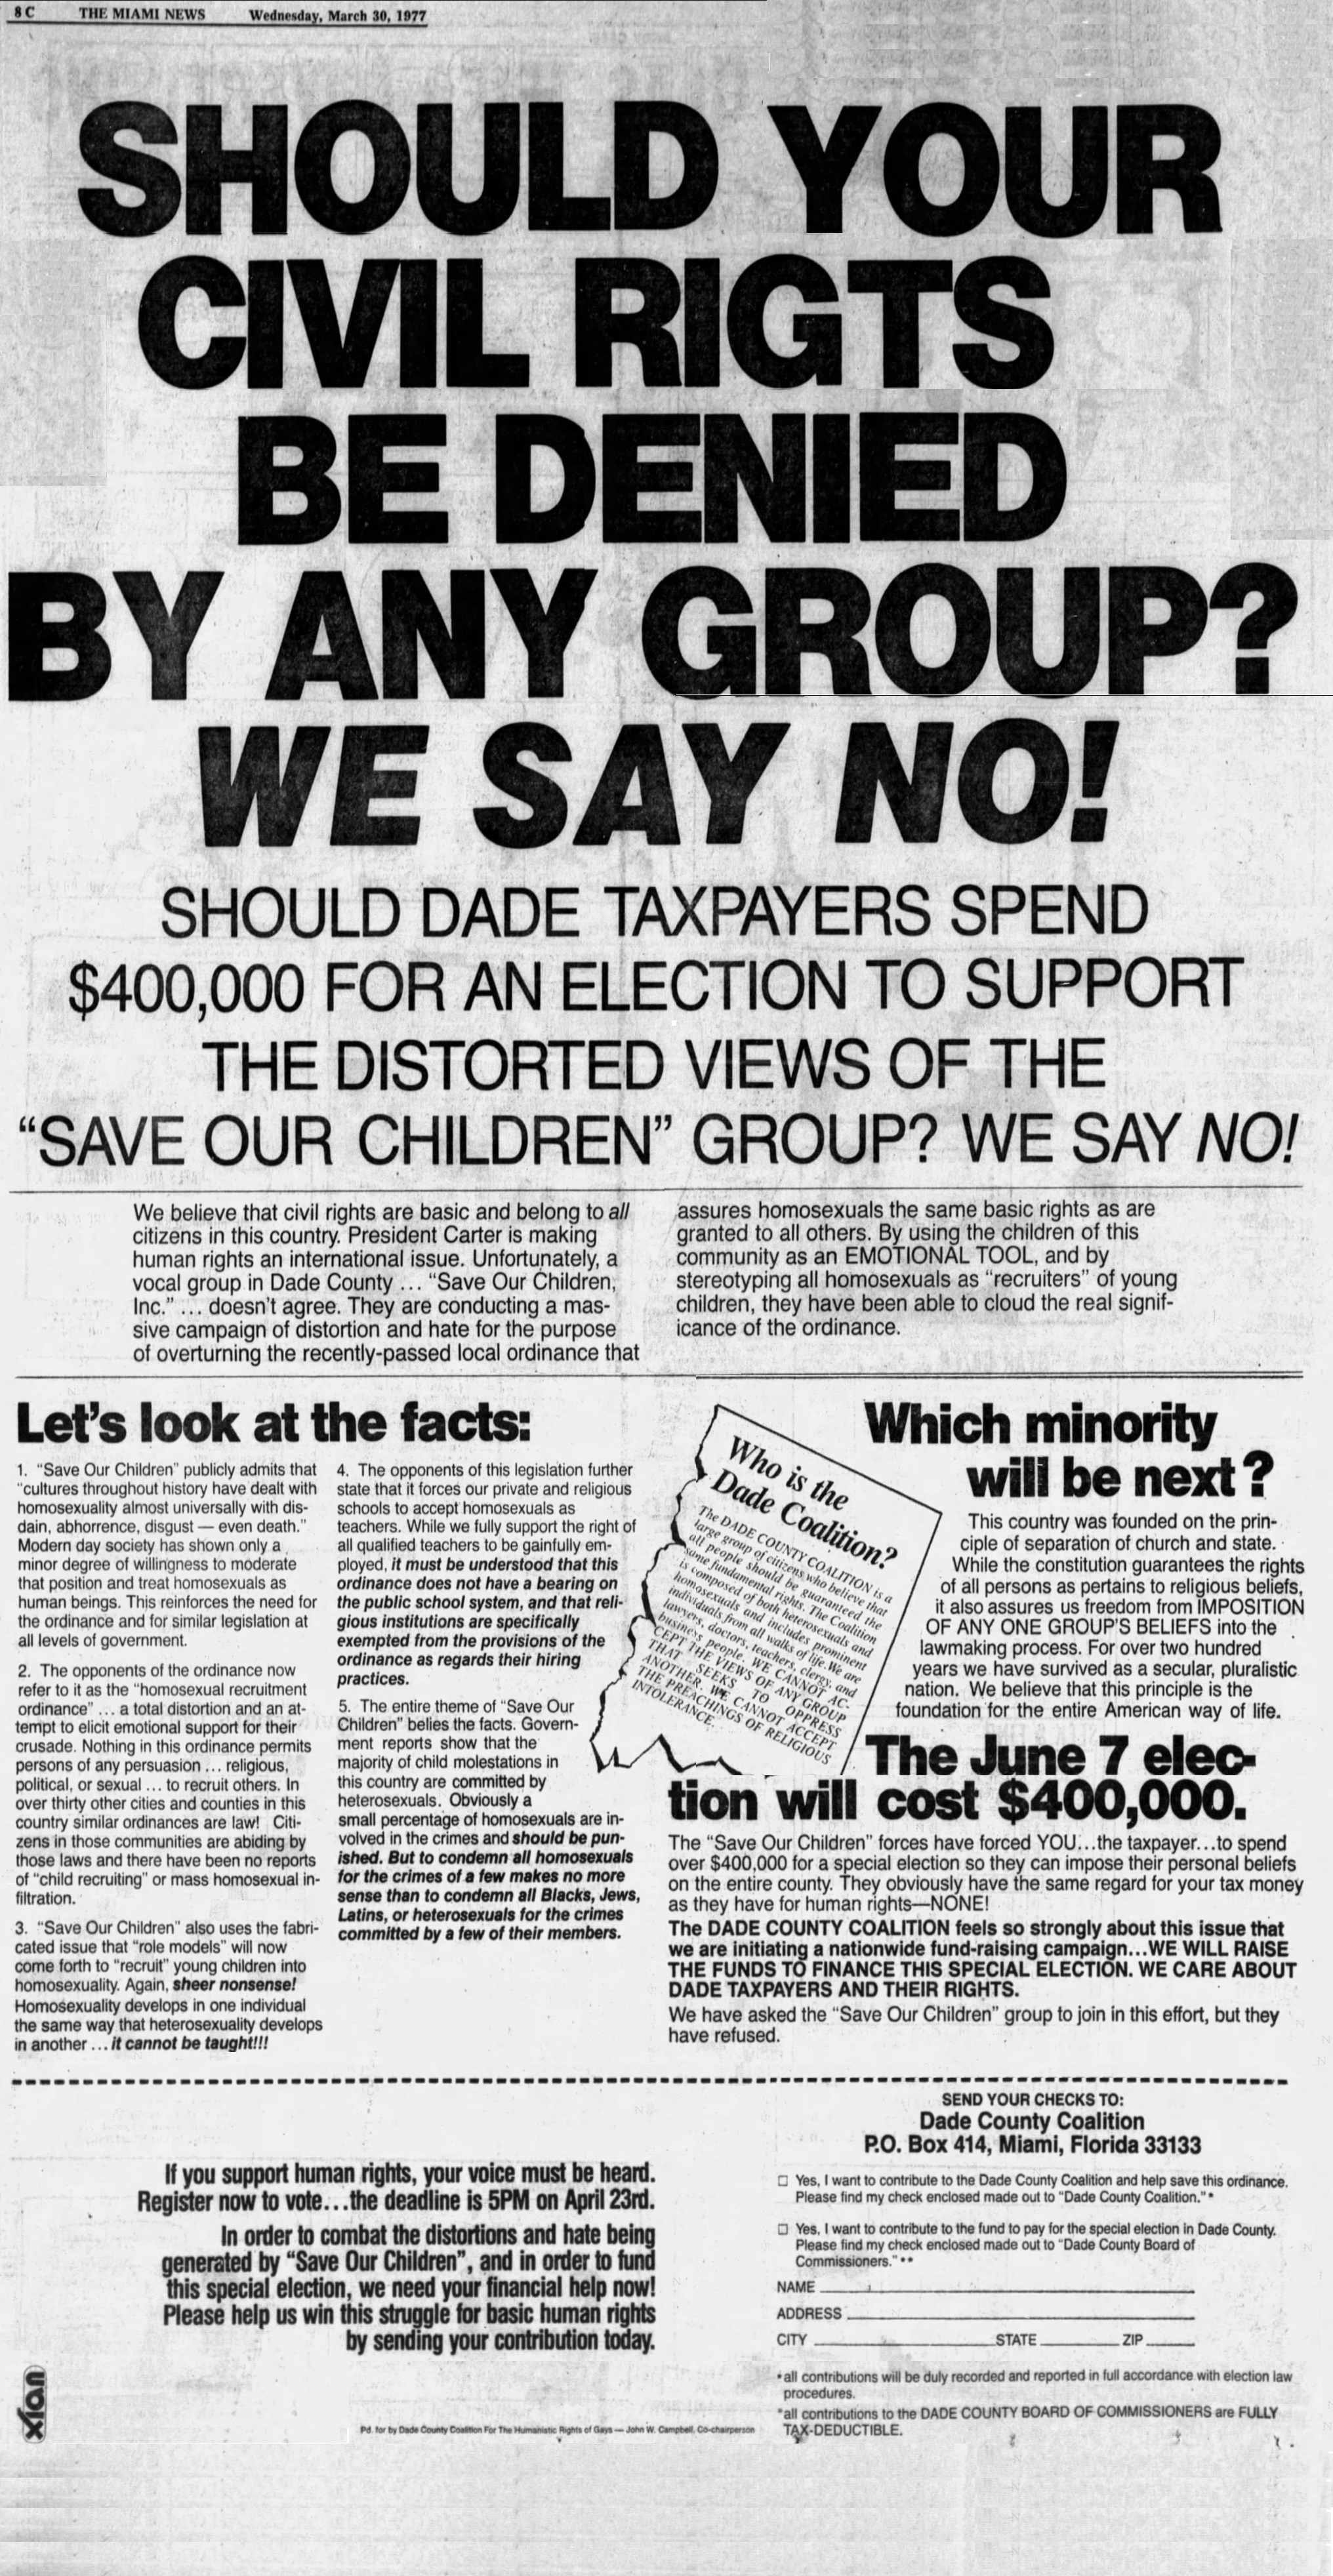 8 C THE MIAMI NEWS Wednesday, March 30, 1977
SHOULD YOUR
CIVIL RIGTS
BE DENIED
BY ANY GROUP?
WE SAY NO!
SHOULD DADE TAXPAYERS SPEND
$400,000 FOR AN ELECTION TO SUPPORT
THE DISTORTED VIEWS OF THE
“SAVE OUR CHILDREN” GROUP? WE SAY NO!
We believe that civil rights are basic and belong to all
citizens in this country. President Carter is making
human rights an international issue. Unfortunately, a
vocal group in Dade County ... “Save Our Children,
Inc.” ... doesn’t agree. They are conducting a mas-
sive campaign of distortion and hate for the purpose
of overturning the recently-passed local ordinance that
assures homosexuals the same basic rights as are
granted to all others. By using the children of this
community as an EMOTIONAL TOOL, and by
stereotyping all homosexuals as “recruiters” of young
children, they have been able to cloud the real signif-
icance of the ordinance.
Let’s look at the facts:
1. “Save Our Children” publicly admits that
“cultures throughout history have dealt with
homosexuality almost universally with dis-
dain, abhorrence, disgust — even death.”
Modern day society has shown only a
minor degree of willingness to moderate
that position and treat homosexuals as
human beings. This reinforces the need for
the ordinance and for similar legislation at
all levels of government.
2. The opponents of the ordinance now
refer to it as the “homosexual recruitment
ordinance” ... a total distortion and an at-
tempt to elicit emotional support for their
crusade. Nothing in this ordinance permits
persons of any persuasion ... religious,
political, or sexual ... to recruit others. In
over thirty other cities and counties in this
country similar ordinances are law! Citi-
zens in those communities are abiding by
those laws and there have been no reports
of “child recruiting” or mass homosexual in-
filtration.
3. “Save Our Children” also uses the fabri-
cated issue that “role models” will now
come forth to “recruit” young children into
homosexuality. Again, sheer nonsense!
Homosexuality develops in one individual
the same way that heterosexuality develops
in another ... it cannot be taught!!!
4. The opponents of this legislation further
state that it forces our private and religious
schools to accept homosexuals as
teachers. While we fully support the right of
all qualified teachers to be gainfully em-
ployed, it must be understood that this
ordinance does not have a bearing on
the public school system, and that reli-
gious institutions are specifically
exempted from the provisions of the
ordinance as regards their hiring
practices.
5. The entire theme of “Save Our
Children” belies the facts. Govern-
ment reports show that the
majority of child molestations in
this country are committed by
heterosexuals. Obviously a
small percentage of homosexuals are in-
volved in the crimes and should be pun-
ished. But to condemn all homosexuals
for the crimes of a few makes no more
sense than to condemn all Blacks, Jews,
Latins, or heterosexuals for the crimes
committed by a few of their members.
Who is the
Dade Coalition?
The DADE COUNTY COALITION is a
large group of citizens who believe that
all people should be guaranteed the
same fundamental rights. The Coalition
is composed of both heterosexuals and
homosexuals and includes prominent
individuals from all walks of life. We are
lawyers, doctors, teachers, clergy, and
business people. WE CANNOT AC-
CEPT THE VIEWS OF ANY GROUP
THAT SEEKS TO OPPRESS
ANOTHER. WE CANNOT ACCEPT
THE PREACHINGS OF RELIGIOUS
INTOLERANCE.
Which minority
will be next?
This country was founded on the prin-
ciple of separation of church and state.
While the constitution guarantees the rights
of all persons as pertains to religious beliefs,
it also assures us freedom from IMPOSITION
OF ANY ONE GROUP’S BELIEFS into the
lawmaking process. For over two hundred
years we have survived as a secular, pluralistic
nation. We believe that this principle is the
foundation for the entire American way of life.
The June 7 elec-
tion will cost $400,000.
The “Save Our Children” forces have forced YOU...the taxpayer...to spend
over $400,000 for a special election so they can impose their personal beliefs
on the entire county. They obviously have the same regard for your tax money
as they have for human rights—NONE!
The DADE COUNTY COALITION feels so strongly about this issue that
we are initiating a nationwide fund-raising campaign...WE WILL RAISE
THE FUNDS TO FINANCE THIS SPECIAL ELECTION. WE CARE ABOUT
DADE TAXPAYERS AND THEIR RIGHTS.
We have asked the “Save Our Children” group to join in this effort, but they
have refused.
If you support human rights, your voice must be heard.
Register now to vote...the deadline is 5PM on April 23rd.
In order to combat the distortions and hate being
generated by “Save Our Children”, and in order to fund
this special election, we need your financial help now!
Please help us win this struggle for basic human rights
by sending your contribution today.
xian
Pd. for by Dade County Coalition For The Humanistic Rights of Gays — John W. Campbell, Co-chairperson
SEND YOUR CHECKS TO:
Dade County Coalition
P.O. Box 414, Miami, Florida 33133
☐ Yes, I want to contribute to the Dade County Coalition and help save this ordinance.
Please find my check enclosed made out to “Dade County Coalition.”*
☐ Yes, I want to contribute to the fund to pay for the special election in Dade County.
Please find my check enclosed made out to “Dade County Board of
Commissioners.”**
NAME
ADDRESS
CITY STATE ZIP
*all contributions will be duly recorded and reported in full accordance with election law
procedures.
*all contributions to the DADE COUNTY BOARD OF COMMISSIONERS are FULLY
TAX-DEDUCTIBLE.